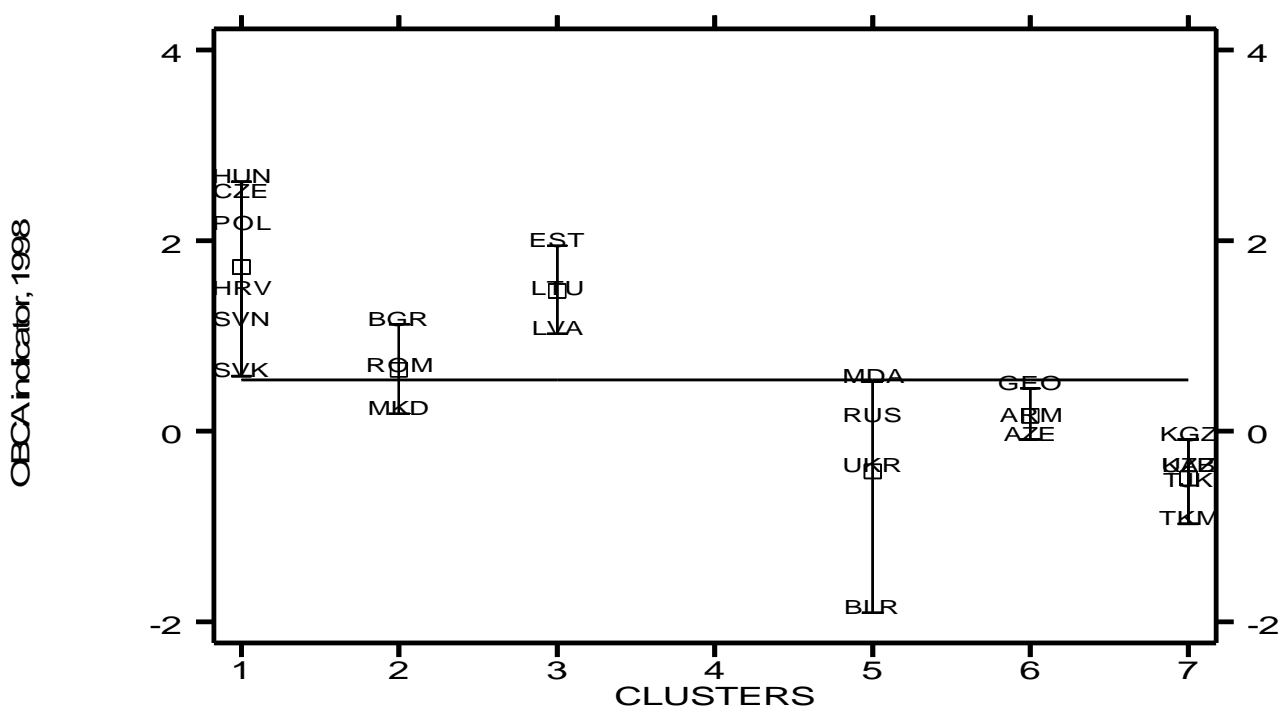 4 4
HUN
CZE
POL
2 EST 2
HRV LTU
SVN BGR
LVA
SVK ROM MDA GEO
MKD RUS ARM
0 AZE KGZ 0
UKR
TJK
TKM
BLR
-2 -2
1 2 3 4 5 6 7
CLUSTERS
OBCA indicator, 1998